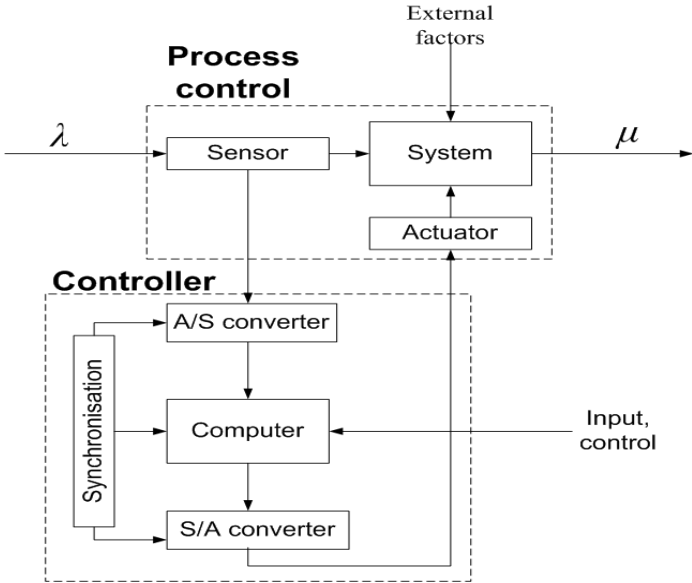 External
factors
Process
control
λ
Sensor
System
μ
Actuator
Controller
A/S converter
Synchronisation
Computer
Input,
control
S/A converter